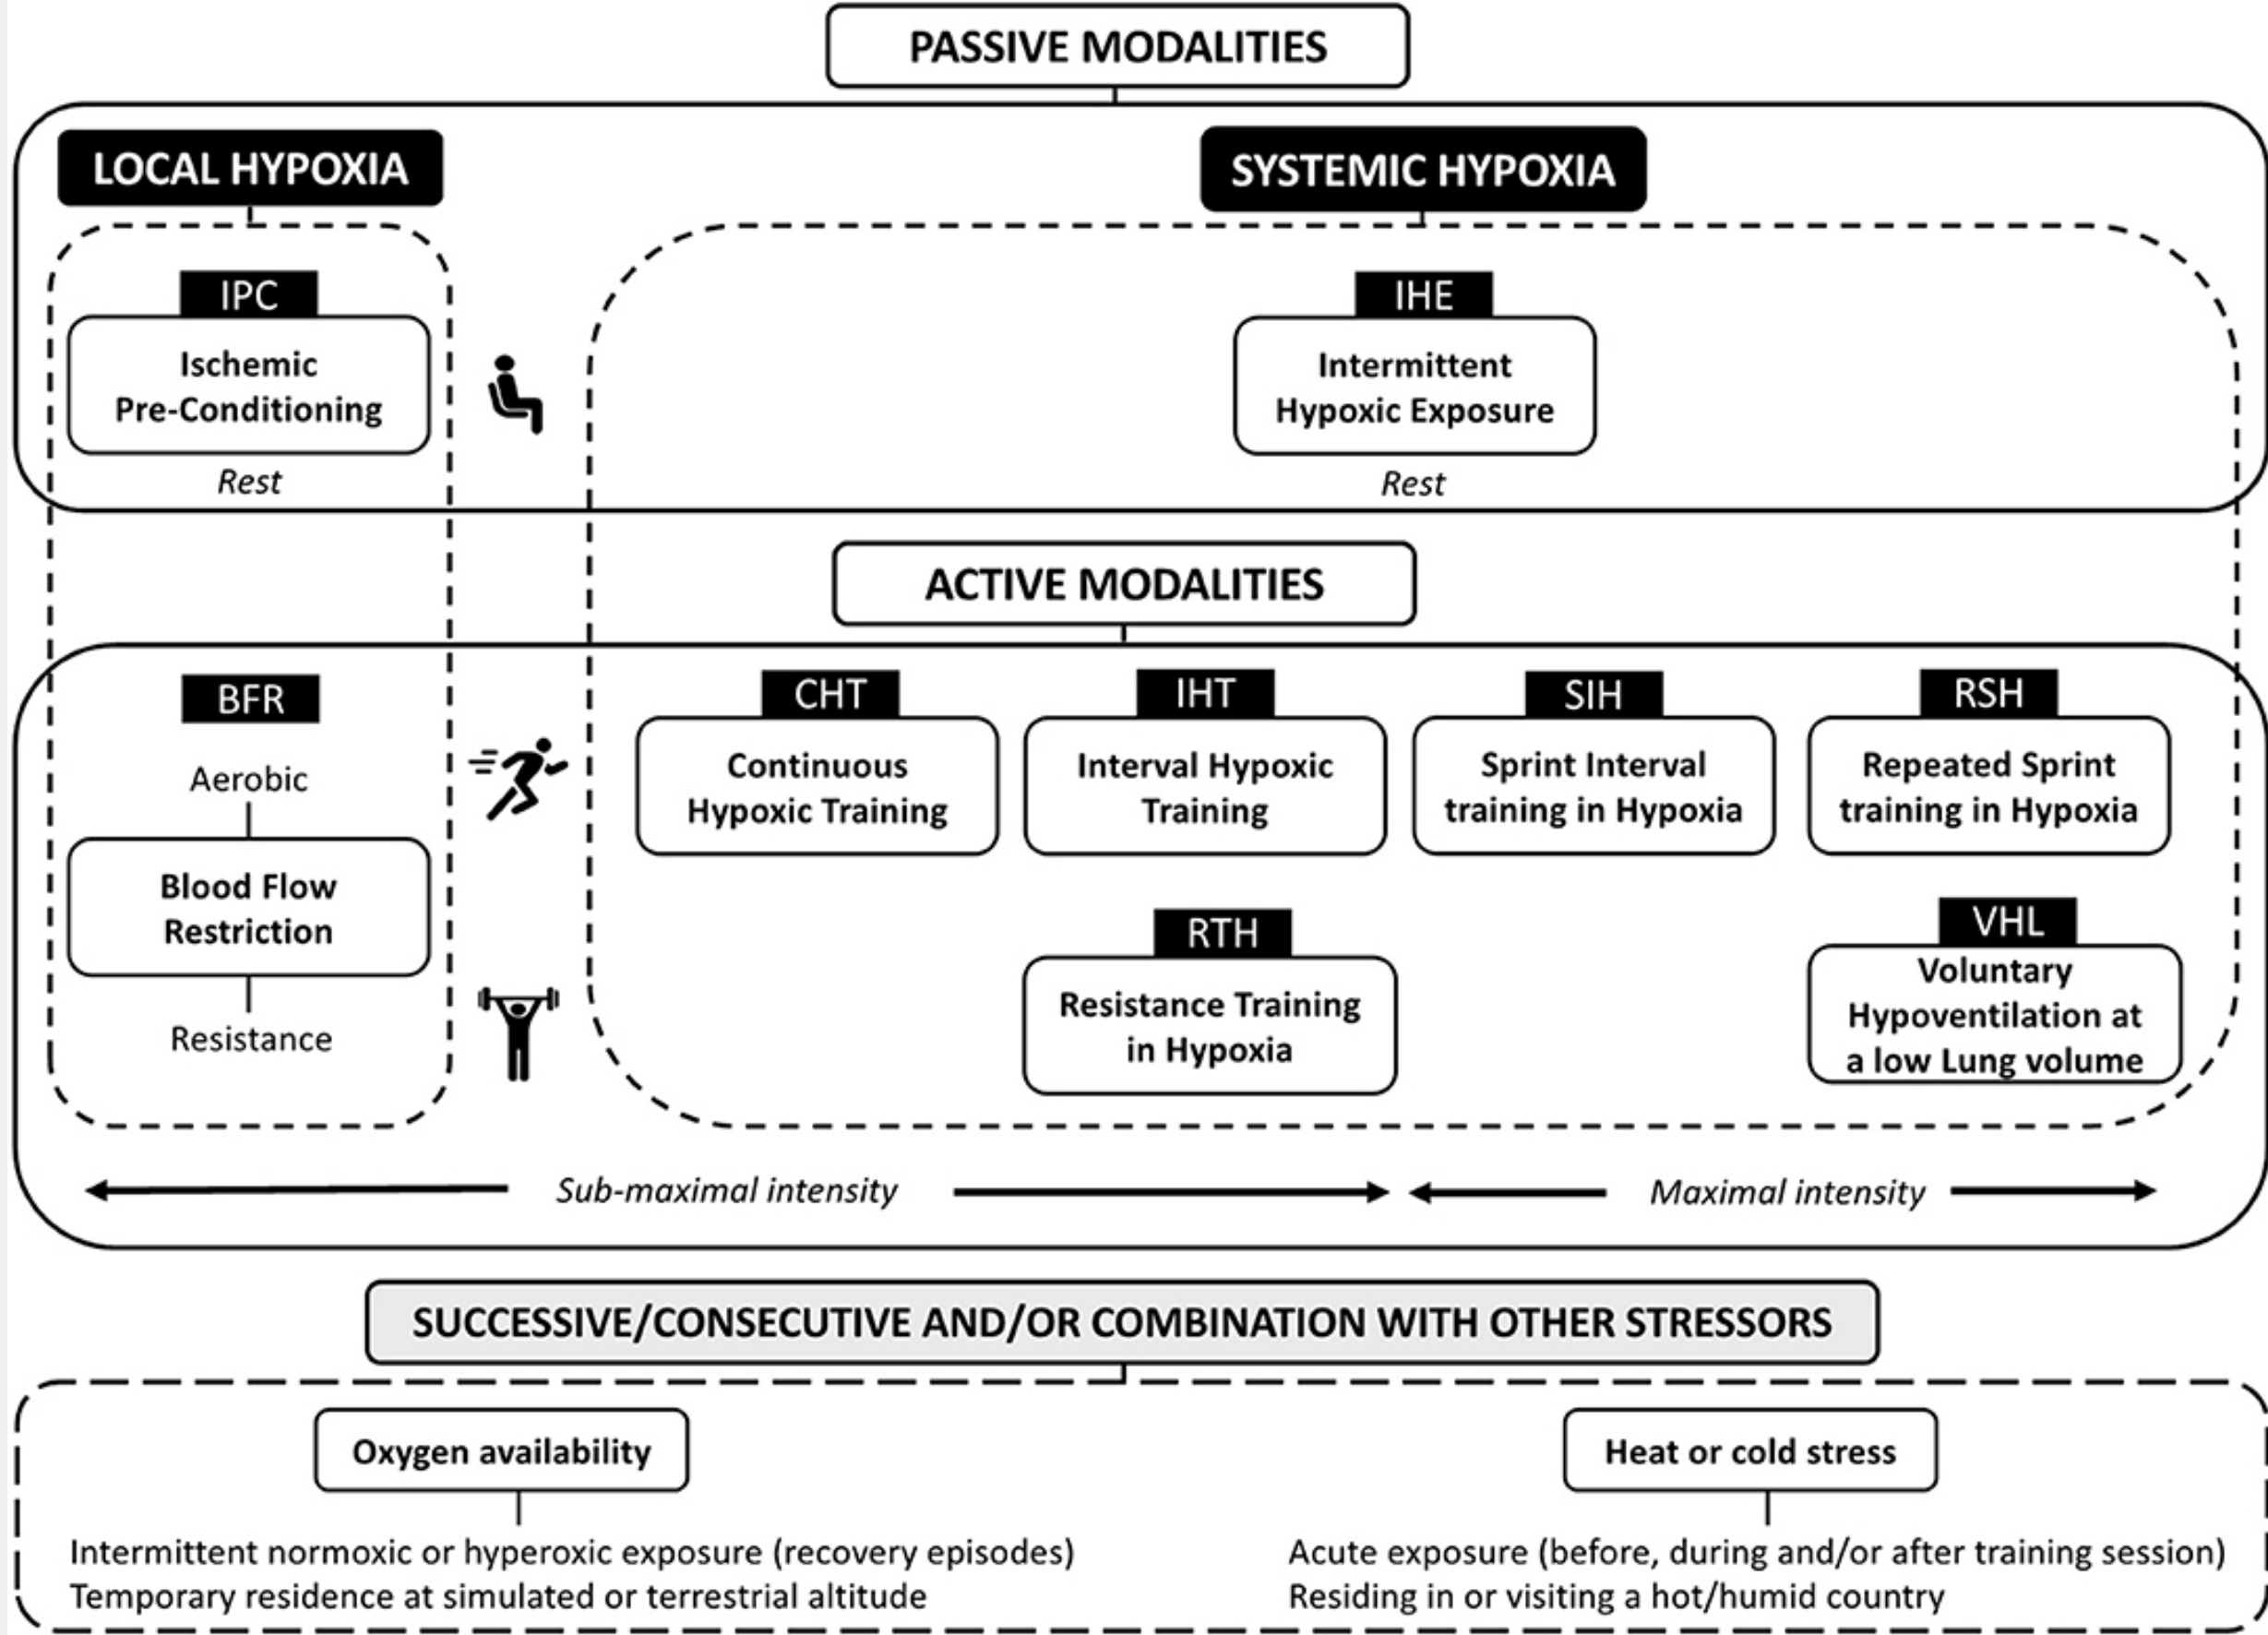 PASSIVE MODALITIES
LOCAL HYPOXIA
SYSTEMIC HYPOXIA
IPC
Ischemic
Pre-Conditioning
Rest
IHE
Intermittent
Hypoxic Exposure
Rest
ACTIVE MODALITIES
BFR
Aerobic
Blood Flow
Restriction
Resistance
CHT
Continuous
Hypoxic Training
IHT
Interval Hypoxic
Training
SIH
Sprint Interval
training in Hypoxia
RSH
Repeated Sprint
training in Hypoxia
RTH
Resistance Training
in Hypoxia
VHL
Voluntary
Hypoventilation at
a low Lung volume
Sub-maximal intensity
Maximal intensity
SUCCESSIVE/CONSECUTIVE AND/OR COMBINATION WITH OTHER STRESSORS
Oxygen availability
Intermittent normoxic or hyperoxic exposure (recovery episodes)
Temporary residence at simulated or terrestrial altitude
Heat or cold stress
Acute exposure (before, during and/or after training session)
Residing in or visiting a hot/humid country